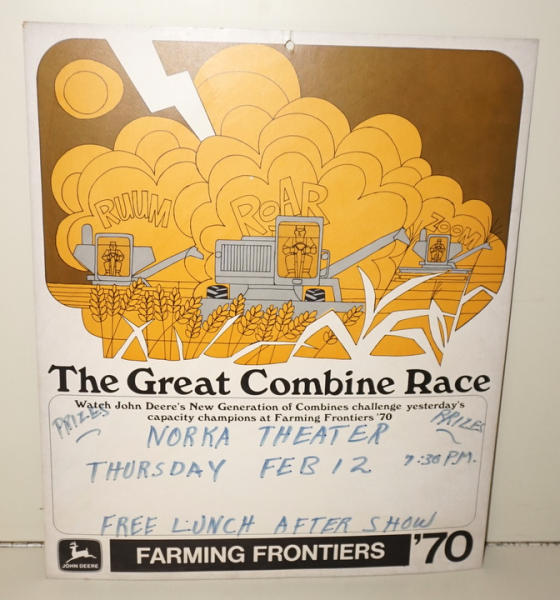 RUUM
ROAR
ZOOM
The Great Combine Race
Watch John Deere's New Generation of Combines challenge yesterday's
capacity champions at Farming Frontiers '70
PRIZES PRIZES
NORKA THEATER
THURSDAY FEB 12 7:30 P.M.
FREE LUNCH AFTER SHOW
JOHN DEERE
FARMING FRONTIERS '70